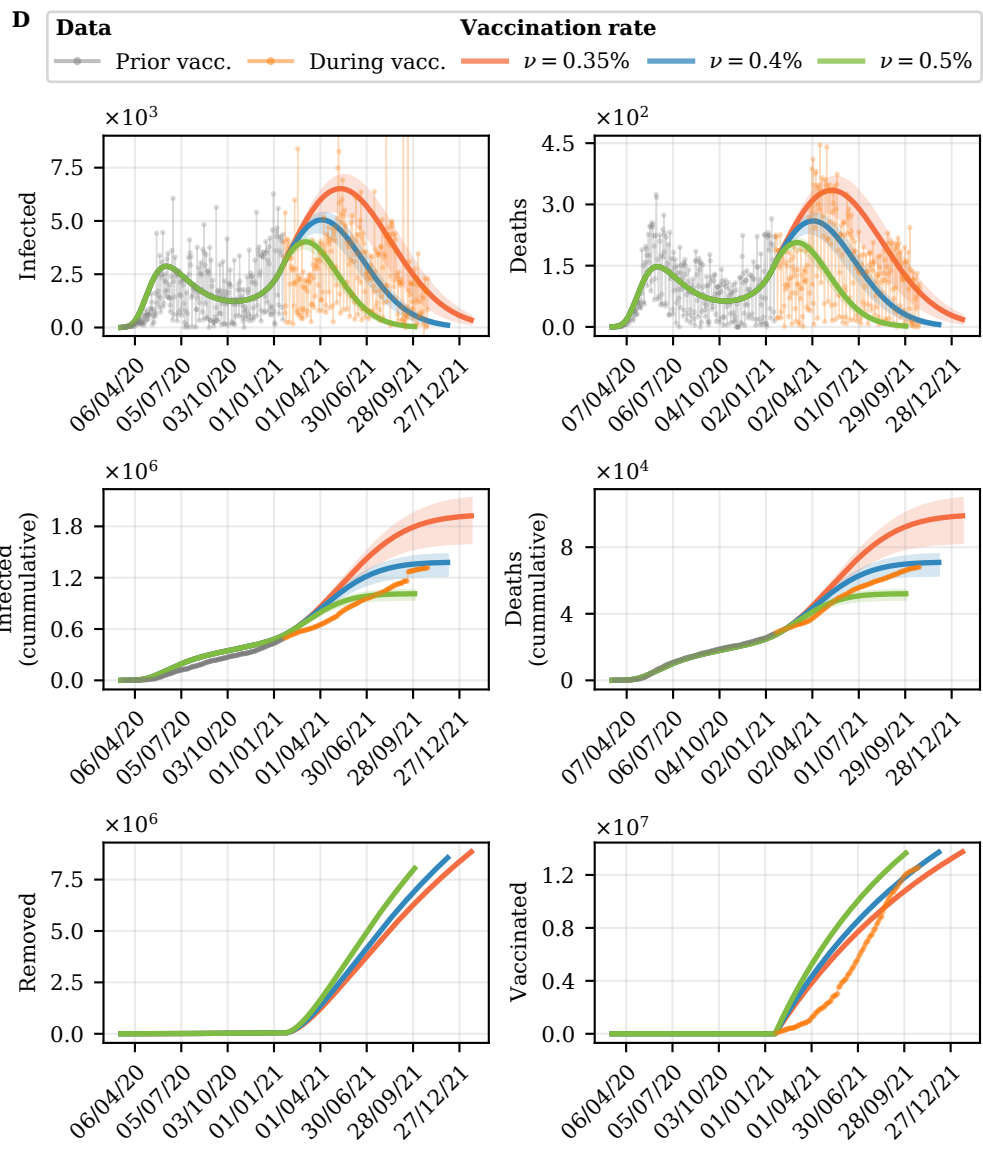 D
Data Vaccination rate
Prior vacc. During vacc. ν = 0.35% ν = 0.4% ν = 0.5%
×10³ ×10²
Infected
7.5
5.0
2.5
0.0
06/04/20 05/07/20 03/10/20 01/01/21 01/04/21 30/06/21 28/09/21 27/12/21
Deaths
4.5
3.0
1.5
0.0
07/04/20 06/07/20 04/10/20 02/01/21 02/04/21 01/07/21 29/09/21 28/12/21
×10⁶ ×10⁴
Infected
(cummulative)
1.8
1.2
0.6
0.0
06/04/20 05/07/20 03/10/20 01/01/21 01/04/21 30/06/21 28/09/21 27/12/21
Deaths
(cummulative)
8
4
0
07/04/20 06/07/20 04/10/20 02/01/21 02/04/21 01/07/21 29/09/21 28/12/21
×10⁶ ×10⁷
Removed
7.5
5.0
2.5
0.0
06/04/20 05/07/20 03/10/20 01/01/21 01/04/21 30/06/21 28/09/21 27/12/21
Vaccinated
1.2
0.8
0.4
0.0
06/04/20 05/07/20 03/10/20 01/01/21 01/04/21 30/06/21 28/09/21 27/12/21